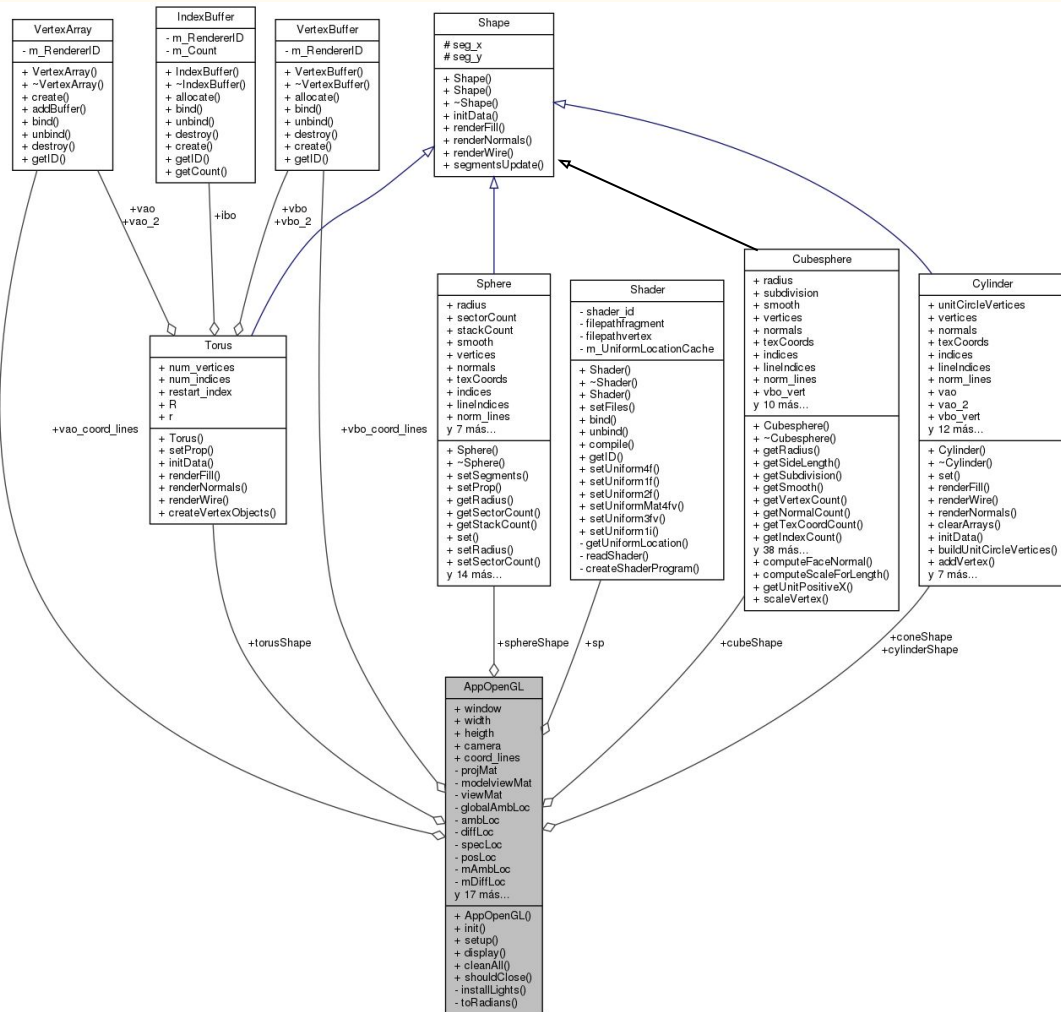 VertexArray
- m_RendererID
+ VertexArray()
+ ~VertexArray()
+ create()
+ addBuffer()
+ bind()
+ unbind()
+ destroy()
+ getID()
IndexBuffer
- m_RendererID
- m_Count
+ IndexBuffer()
+ ~IndexBuffer()
+ allocate()
+ bind()
+ unbind()
+ destroy()
+ create()
+ getID()
+ getCount()
VertexBuffer
- m_RendererID
+ VertexBuffer()
+ ~VertexBuffer()
+ allocate()
+ bind()
+ unbind()
+ destroy()
+ create()
+ getID()
Shape
# seg_x
# seg_y
+ Shape()
+ Shape()
+ ~Shape()
+ initData()
+ renderFill()
+ renderNormals()
+ renderWire()
+ segmentsUpdate()
+vao
+vao_2
+ibo
+vbo
+vbo_2
Torus
+ num_vertices
+ num_indices
+ restart_index
+ R
+ r
+ Torus()
+ setProp()
+ initData()
+ renderFill()
+ renderNormals()
+ renderWire()
+ createVertexObjects()
Sphere
+ radius
+ sectorCount
+ stackCount
+ smooth
+ vertices
+ normals
+ texCoords
+ indices
+ lineIndices
+ norm_lines
y 7 más...
+ Sphere()
+ ~Sphere()
+ setSegments()
+ setProp()
+ getRadius()
+ getSectorCount()
+ getStackCount()
+ set()
+ setRadius()
+ setSectorCount()
y 14 más...
Shader
- shader_id
- filepathfragment
- filepathvertex
- m_UniformLocationCache
+ Shader()
+ ~Shader()
+ Shader()
+ setFiles()
+ bind()
+ unbind()
+ compile()
+ getID()
+ setUniform4f()
+ setUniform1f()
+ setUniform2f()
+ setUniformMat4fv()
+ setUniform3fv()
+ setUniform1i()
- getUniformLocation()
- readShader()
- createShaderProgram()
Cubesphere
+ radius
+ subdivision
+ smooth
+ vertices
+ normals
+ texCoords
+ indices
+ lineIndices
+ norm_lines
+ vbo_vert
y 10 más...
+ Cubesphere()
+ ~Cubesphere()
+ getRadius()
+ getSideLength()
+ getSubdivision()
+ getSmooth()
+ getVertexCount()
+ getNormalCount()
+ getTexCoordCount()
+ getIndexCount()
y 38 más...
+ computeFaceNormal()
+ computeScaleForLength()
+ getUnitPositiveX()
+ scaleVertex()
Cylinder
+ unitCircleVertices
+ vertices
+ normals
+ texCoords
+ indices
+ lineIndices
+ norm_lines
+ vao
+ vao_2
+ vbo_vert
y 12 más...
+ Cylinder()
+ ~Cylinder()
+ set()
+ renderFill()
+ renderWire()
+ renderNormals()
+ clearArrays()
+ initData()
+ buildUnitCircleVertices()
+ addVertex()
y 7 más...
+vao_coord_lines
+vbo_coord_lines
+torusShape
+sphereShape
+sp
+cubeShape
+coneShape
+cylinderShape
AppOpenGL
+ window
+ width
+ heigth
+ camera
+ coord_lines
- projMat
- modelviewMat
- viewMat
- globalAmbLoc
- ambLoc
- diffLoc
- specLoc
- posLoc
- mAmbLoc
- mDiffLoc
y 17 más...
+ AppOpenGL()
+ init()
+ setup()
+ display()
+ cleanAll()
+ shouldClose()
- installLights()
- toRadians()